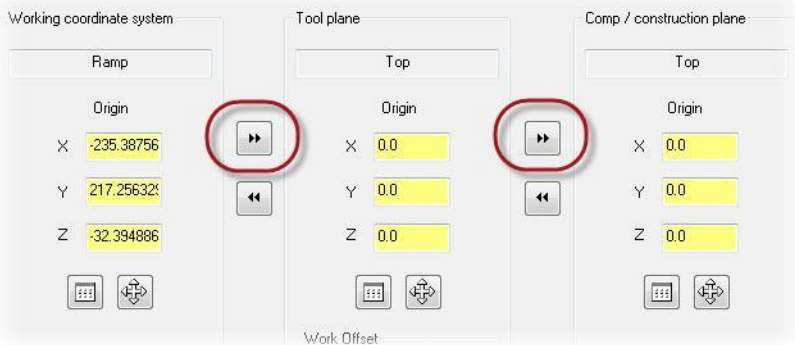 Working coordinate system
Ramp
Origin
X -235.38756
Y 217.256329
Z -32.394886
Tool plane
Top
Origin
X 0.0
Y 0.0
Z 0.0
Work Offset
Comp / construction plane
Top
Origin
X 0.0
Y 0.0
Z 0.0